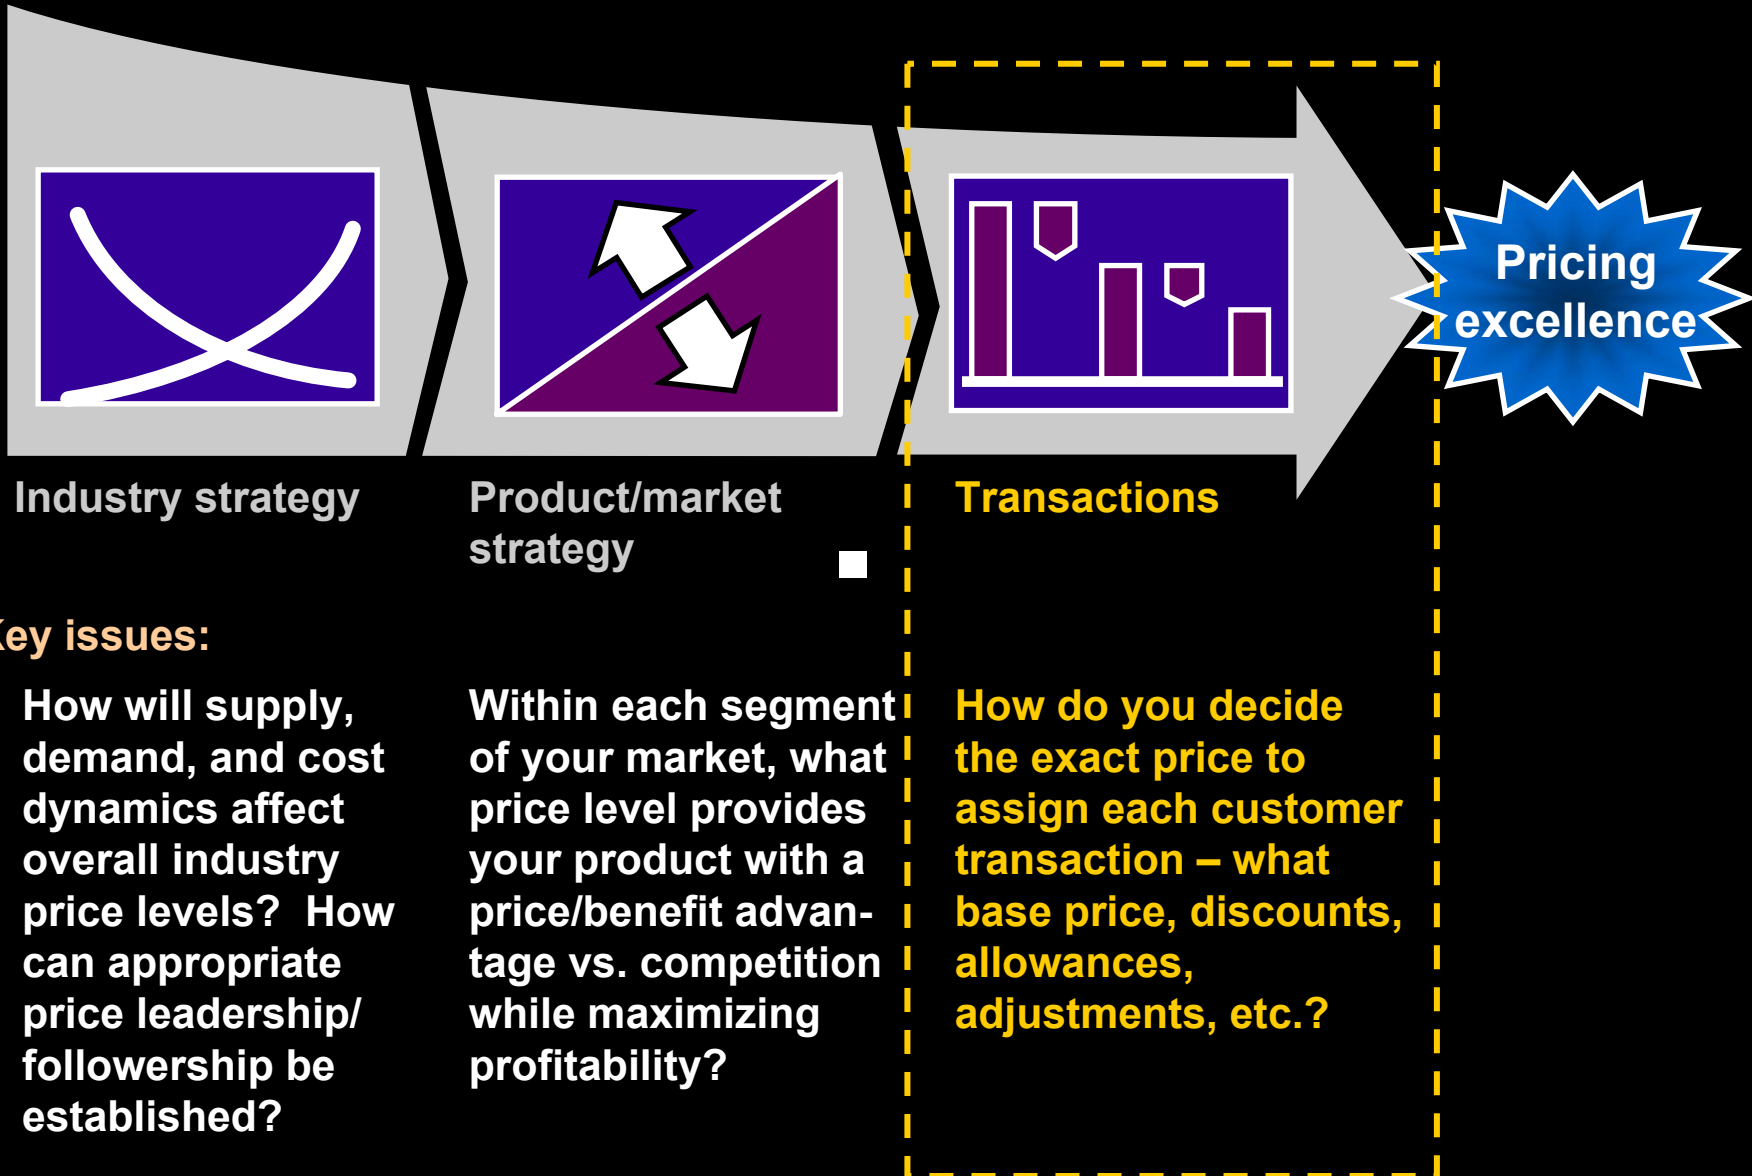 Pricing
excellence
Industry strategy
Product/market
strategy
Transactions
Key issues:
How will supply,
demand, and cost
dynamics affect
overall industry
price levels?  How
can appropriate
price leadership/
followership be
established?
Within each segment
of your market, what
price level provides
your product with a
price/benefit advan-
tage vs. competition
while maximizing
profitability?
How do you decide
the exact price to
assign each customer
transaction – what
base price, discounts,
allowances,
adjustments, etc.?